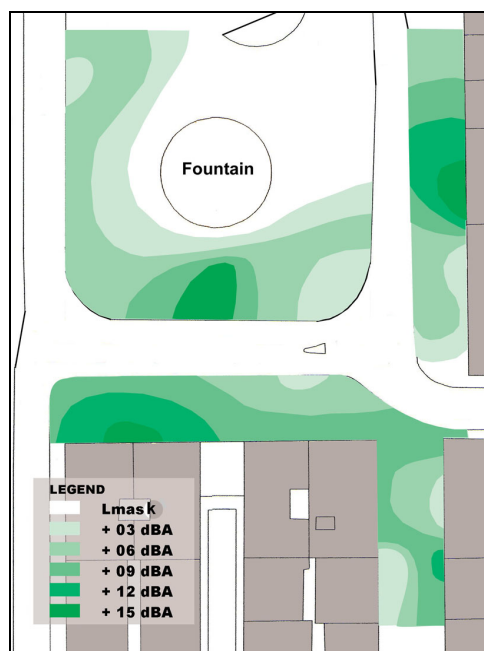 Fountain
LEGEND
Lmask
+ 03 dBA
+ 06 dBA
+ 09 dBA
+ 12 dBA
+ 15 dBA